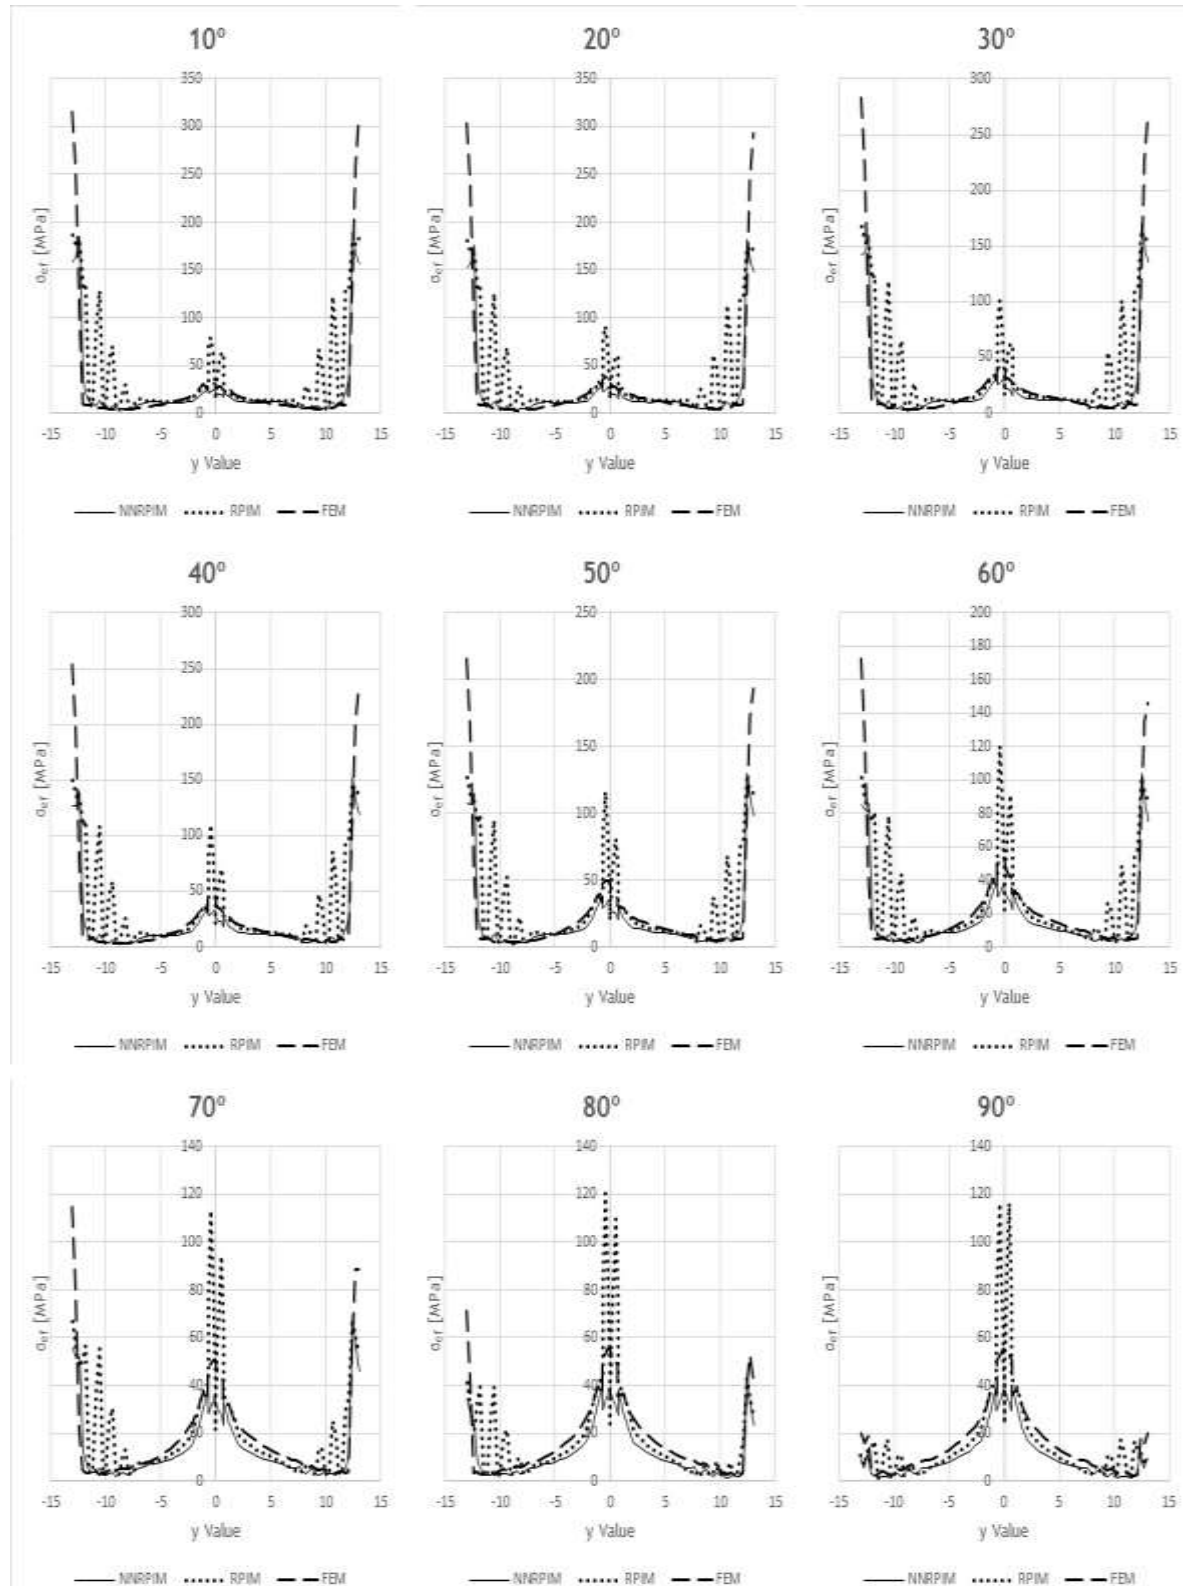 10º 20º 30º
350 350 300
300 300 250
250 250 200
200 200 150
150 150 100
100 100 50
50 50 0
0 0
σef [MPa] σef [MPa] σef [MPa]
-15 -10 -5 0 5 10 15 -15 -10 -5 0 5 10 15 -15 -10 -5 0 5 10 15
y Value y Value y Value
NNRPIM RPIM FEM NNRPIM RPIM FEM NNRPIM RPIM FEM
40º 50º 60º
300 250 200
250 200 180
200 150 160
150 100 140
100 50 120
50 0 100
0 80
60
40
20
0
σef [MPa] σef [MPa] σef [MPa]
-15 -10 -5 0 5 10 15 -15 -10 -5 0 5 10 15 -15 -10 -5 0 5 10 15
y Value y Value y Value
NNRPIM RPIM FEM NNRPIM RPIM FEM NNRPIM RPIM FEM
70º 80º 90º
140 140 140
120 120 120
100 100 100
80 80 80
60 60 60
40 40 40
20 20 20
0 0 0
σef [MPa] σef [MPa] σef [MPa]
-15 -10 -5 0 5 10 15 -15 -10 -5 0 5 10 15 -15 -10 -5 0 5 10 15
y Value y Value y Value
NNRPIM RPIM FEM NNRPIM RPIM FEM NNRPIM RPIM FEM